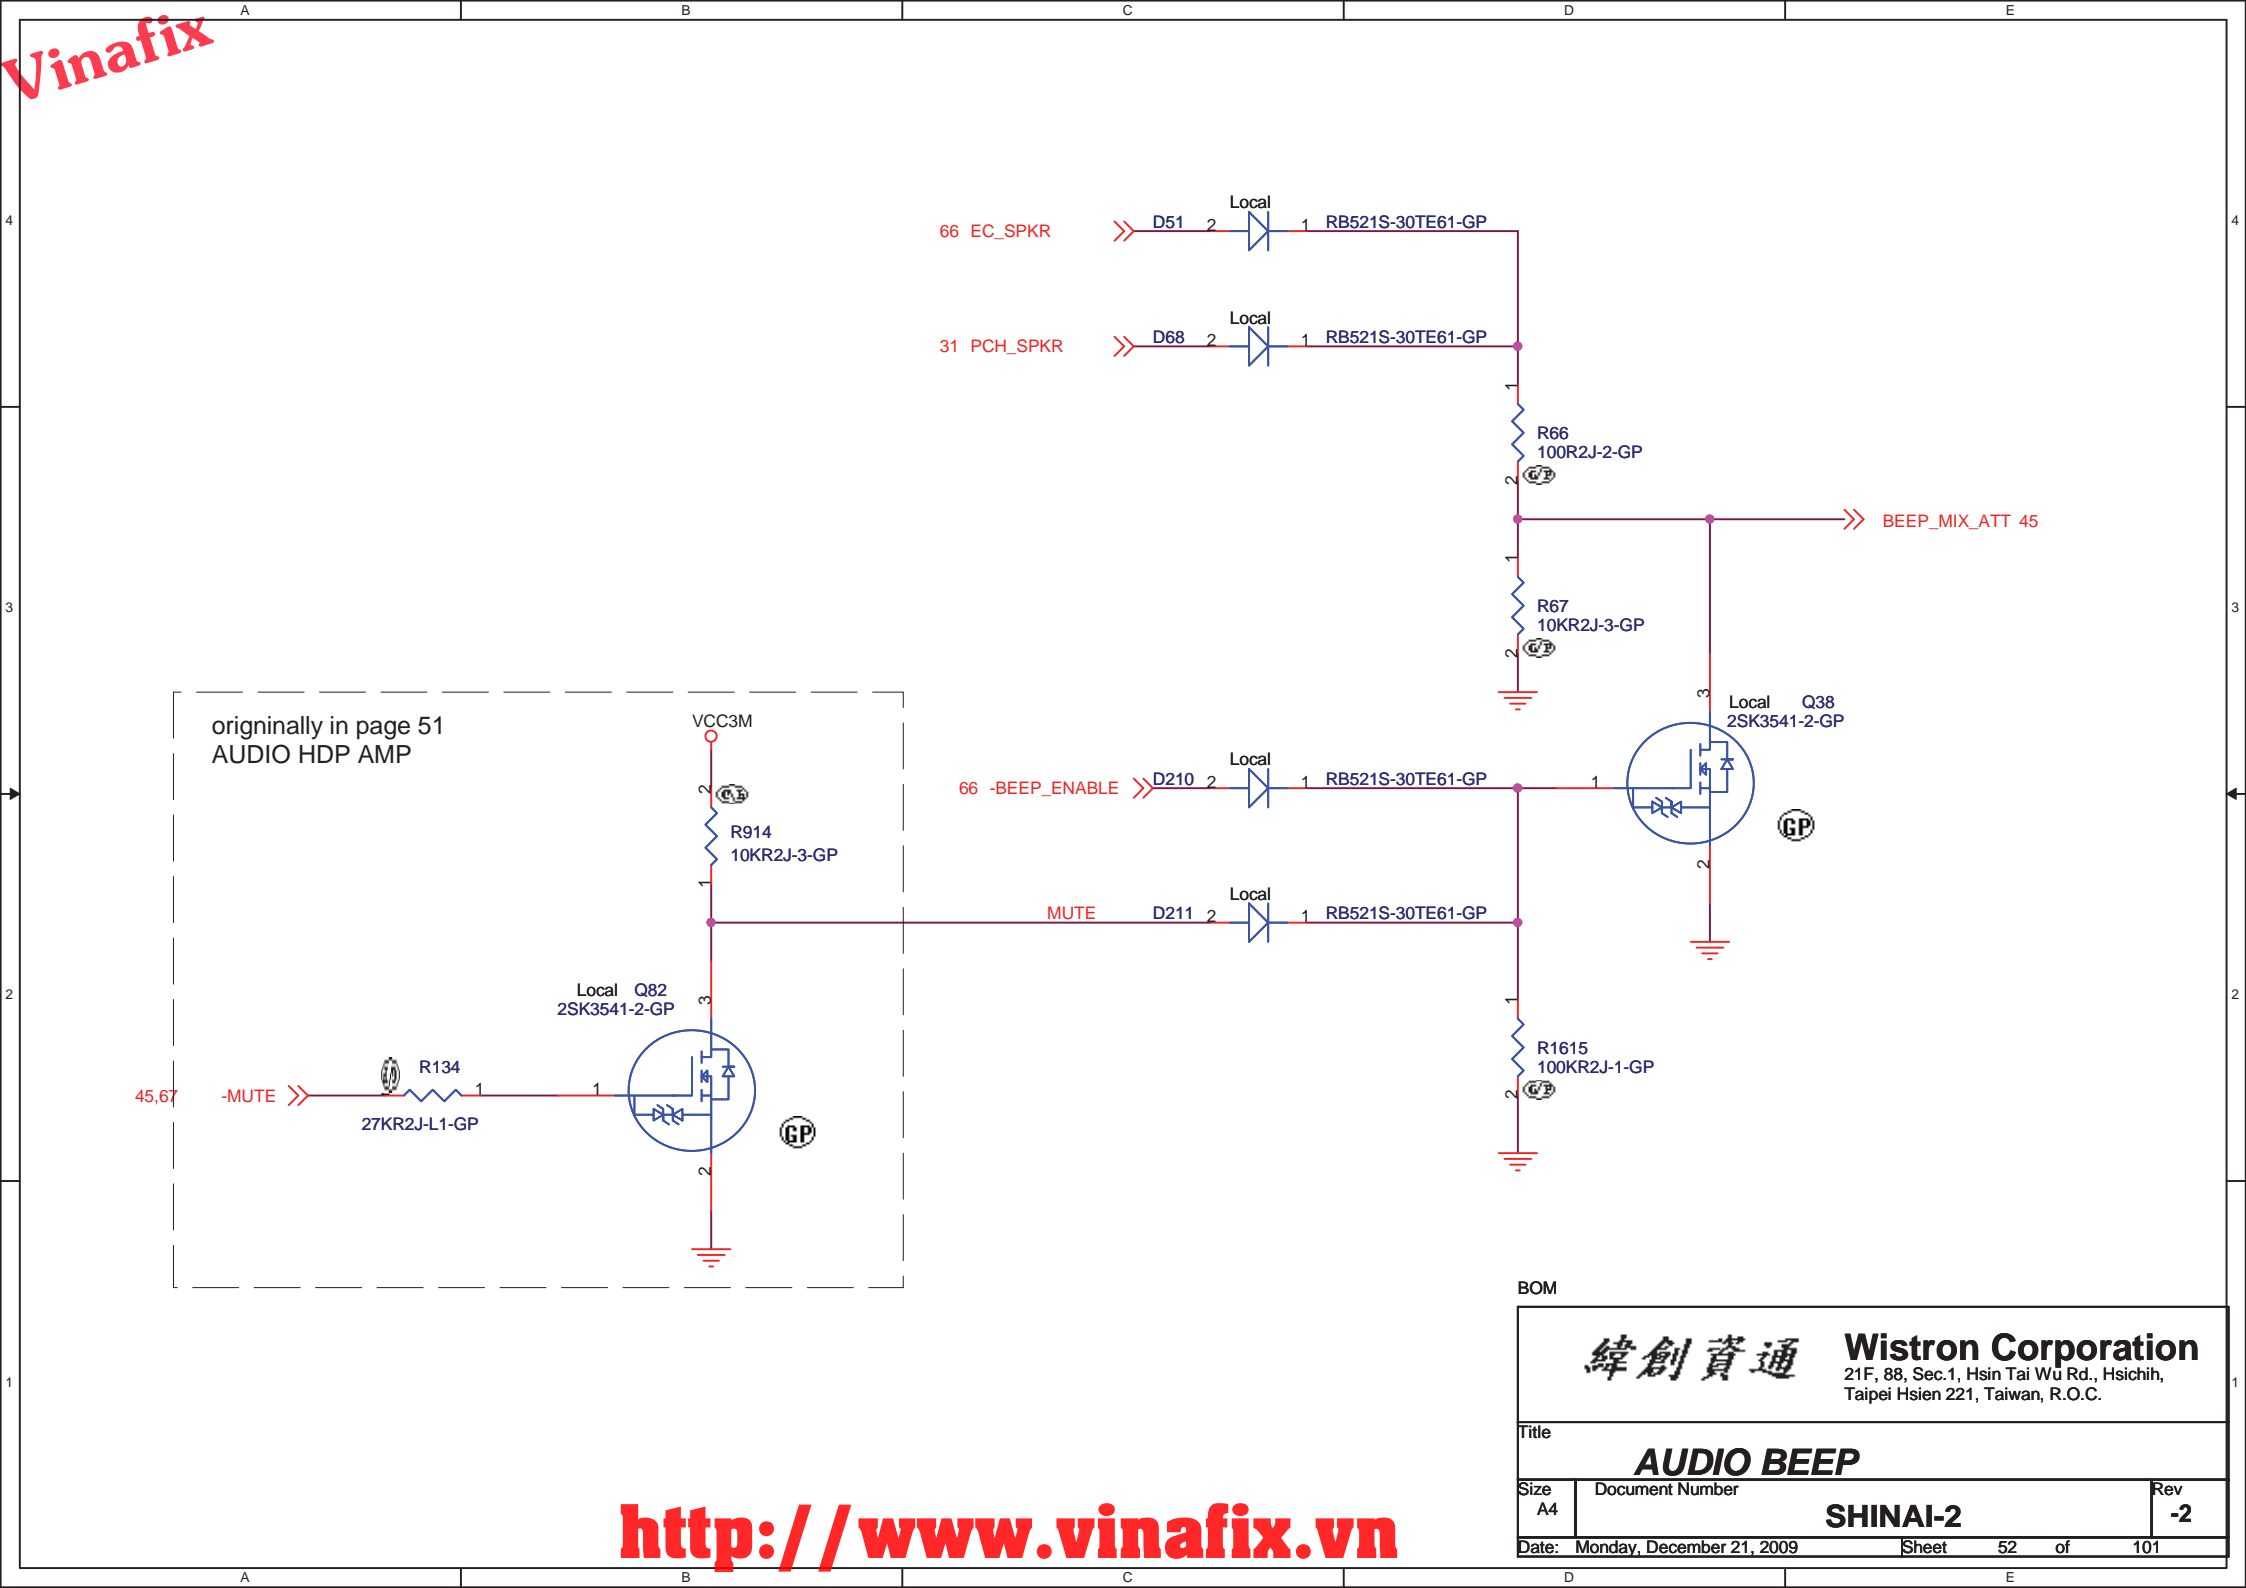 A B C D E
Vinafix
4 4
3 3
2 2
1 1
Local
66 EC_SPKR D51 2 1 RB521S-30TE61-GP
Local
31 PCH_SPKR D68 2 1 RB521S-30TE61-GP
1
R66
100R2J-2-GP
2 G/P
BEEP_MIX_ATT 45
1
R67
10KR2J-3-GP
2 G/P
origninally in page 51
AUDIO HDP AMP
VCC3M
2
R914
10KR2J-3-GP
1
3
Local Q38
2SK3541-2-GP
Local
66 -BEEP_ENABLE D210 2 1 RB521S-30TE61-GP
1
GP
2
Local
MUTE D211 2 1 RB521S-30TE61-GP
Local Q82
2SK3541-2-GP
3
1
R1615
100KR2J-1-GP
2 G/P
R134
45,67 -MUTE 2 1 1
27KR2J-L1-GP
GP
2
BOM
緯創資通
Wistron Corporation
21F, 88, Sec.1, Hsin Tai Wu Rd., Hsichih,
Taipei Hsien 221, Taiwan, R.O.C.
Title
AUDIO BEEP
Size Document Number Rev
A4 SHINAI-2 -2
Date: Monday, December 21, 2009 Sheet 52 of 101
http://www.vinafix.vn
A B C D E